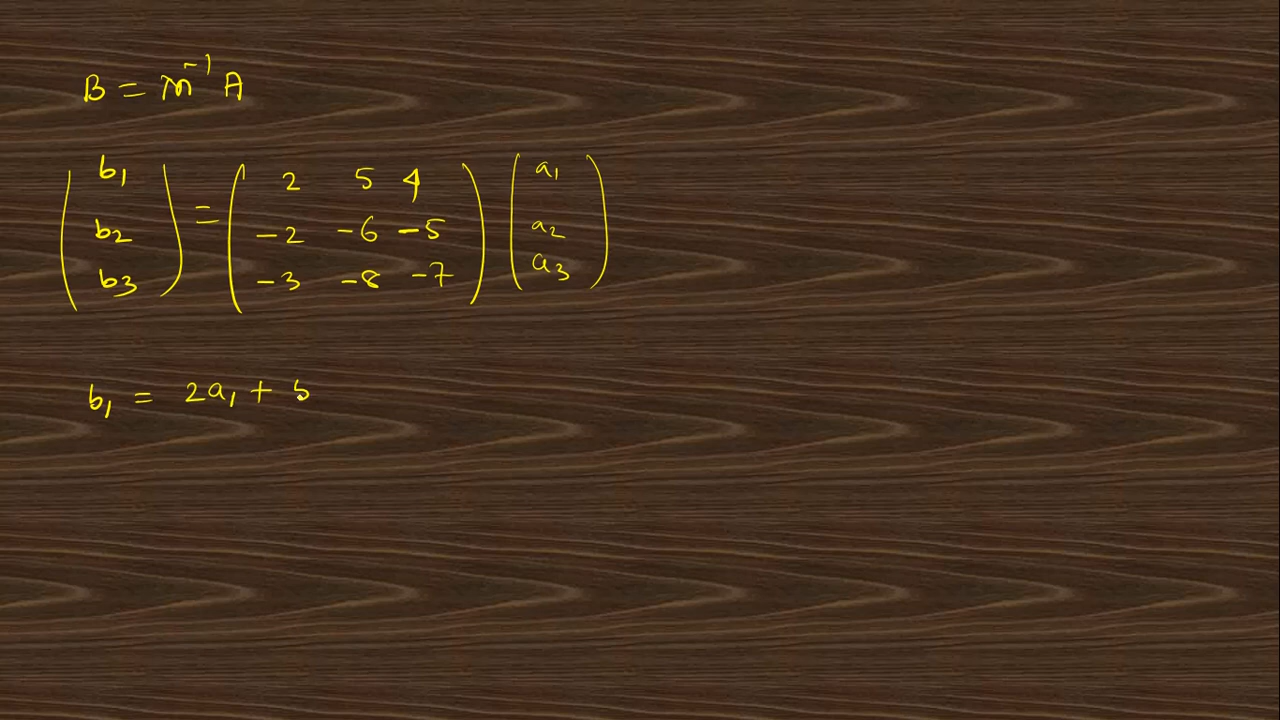 B = m⁻¹ A
b₁ = 2 5 4 a₁
b₂ -2 -6 -5 a₂
b₃ -3 -8 -7 a₃
b₁ = 2a₁ + 5